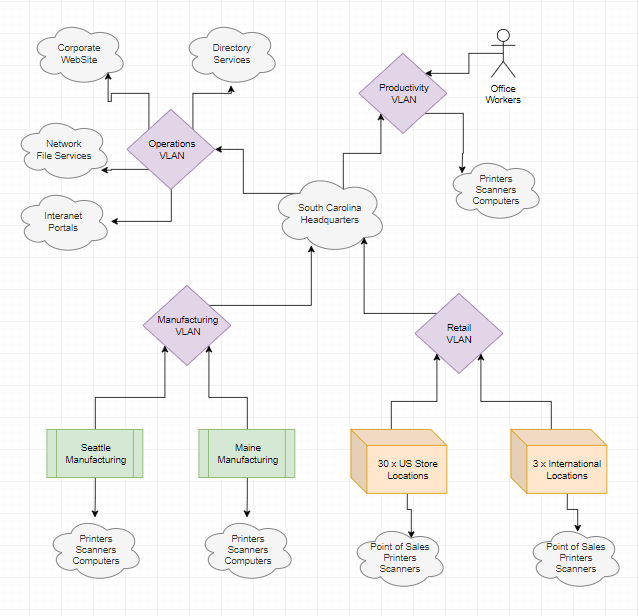 Corporate
WebSite
Directory
Services
Productivity
VLAN
Office
Workers
Operations
VLAN
Network
File Services
Printers
Scanners
Computers
Intranet
Portals
South Carolina
Headquarters
Manufacturing
VLAN
Retail
VLAN
Seattle
Manufacturing
Maine
Manufacturing
30 x US Store
Locations
3 x International
Locations
Printers
Scanners
Computers
Printers
Scanners
Computers
Point of Sales
Printers
Scanners
Point of Sales
Printers
Scanners